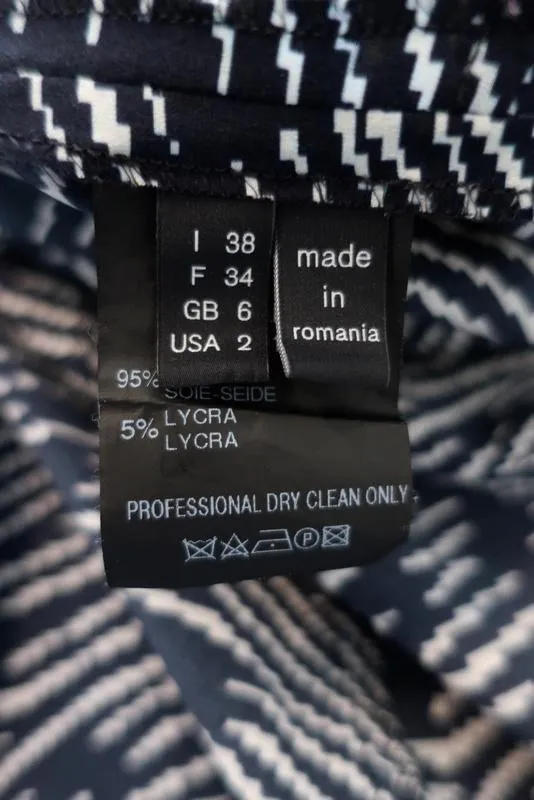 I 38
F 34
GB 6
USA 2
made
in
romania
95%
SOIE-SEIDE
5% LYCRA
LYCRA
PROFESSIONAL DRY CLEAN ONLY
P